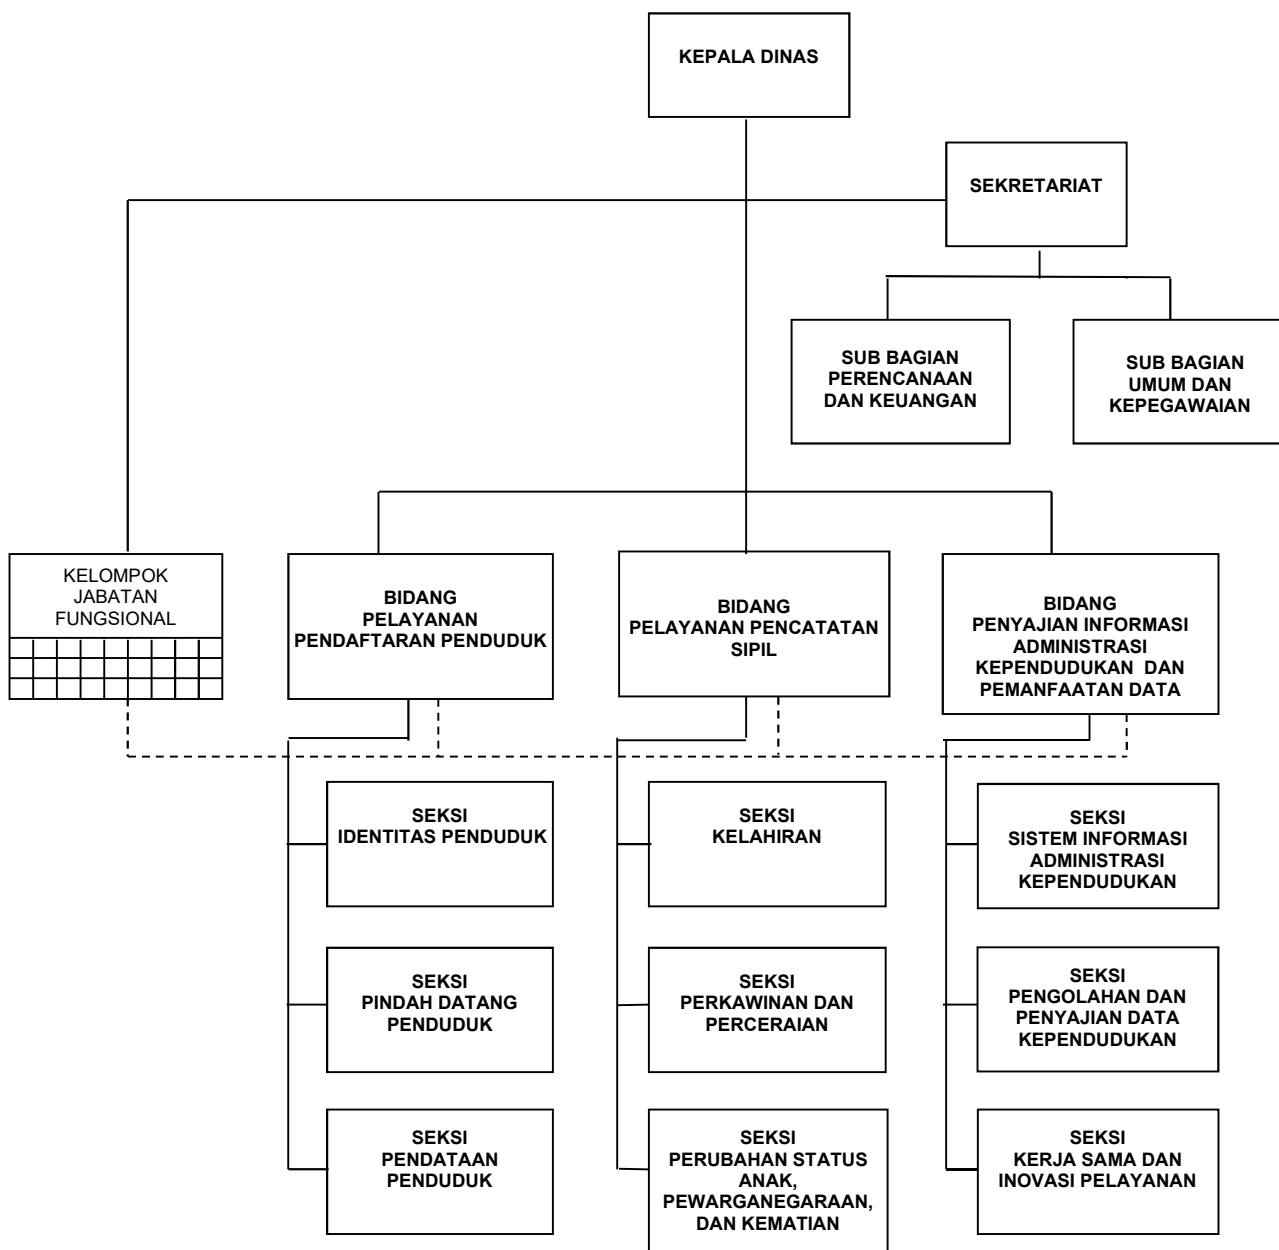 KEPALA DINAS
SEKRETARIAT
SUB BAGIAN
PERENCANAAN
DAN KEUANGAN
SUB BAGIAN
UMUM DAN
KEPEGAWAIAN
KELOMPOK
JABATAN
FUNGSIONAL
BIDANG
PELAYANAN
PENDAFTARAN PENDUDUK
BIDANG
PELAYANAN PENCATATAN
SIPIL
BIDANG
PENYAJIAN INFORMASI
ADMINISTRASI
KEPENDUDUKAN DAN
PEMANFAATAN DATA
SEKSI
IDENTITAS PENDUDUK
SEKSI
KELAHIRAN
SEKSI
SISTEM INFORMASI
ADMINISTRASI
KEPENDUDUKAN
SEKSI
PINDAH DATANG
PENDUDUK
SEKSI
PERKAWINAN DAN
PERCERAIAN
SEKSI
PENGOLAHAN DAN
PENYAJIAN DATA
KEPENDUDUKAN
SEKSI
PENDATAAN
PENDUDUK
SEKSI
PERUBAHAN STATUS
ANAK,
PEWARGANEGARAAN,
DAN KEMATIAN
SEKSI
KERJA SAMA DAN
INOVASI PELAYANAN